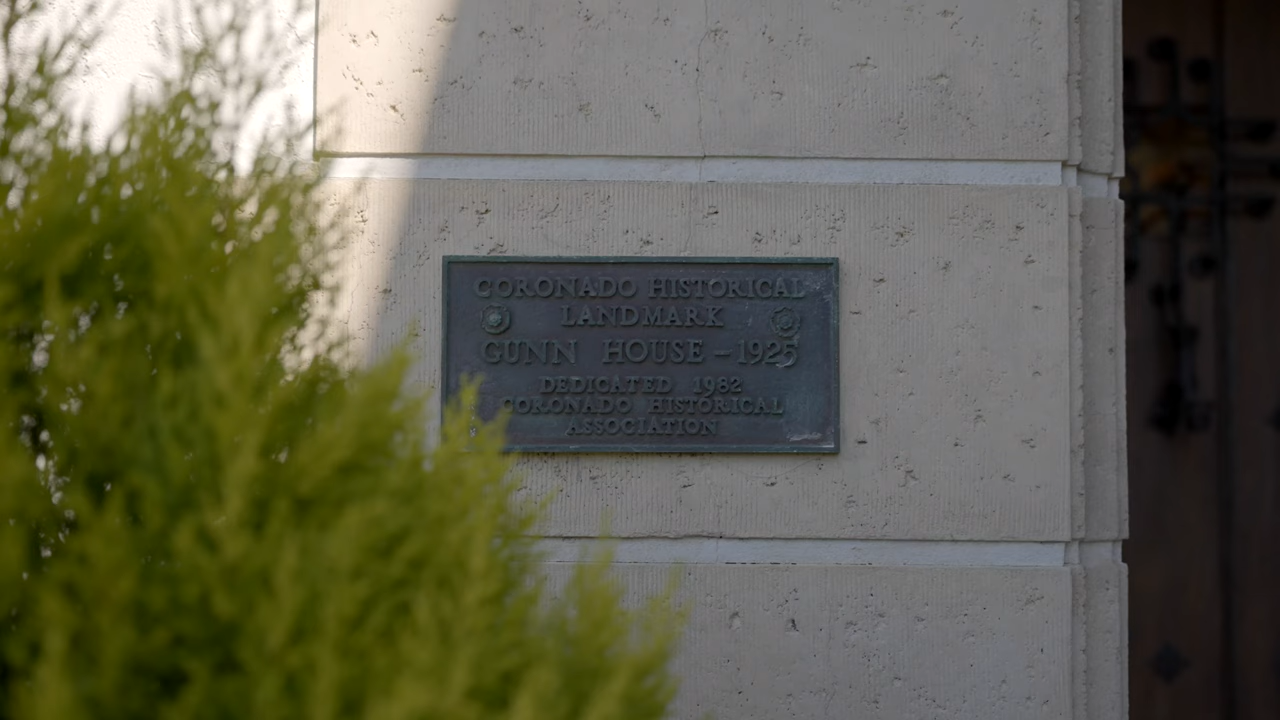 CORONADO HISTORICAL
LANDMARK
GUNN HOUSE – 1925
DEDICATED 1982
CORONADO HISTORICAL
ASSOCIATION